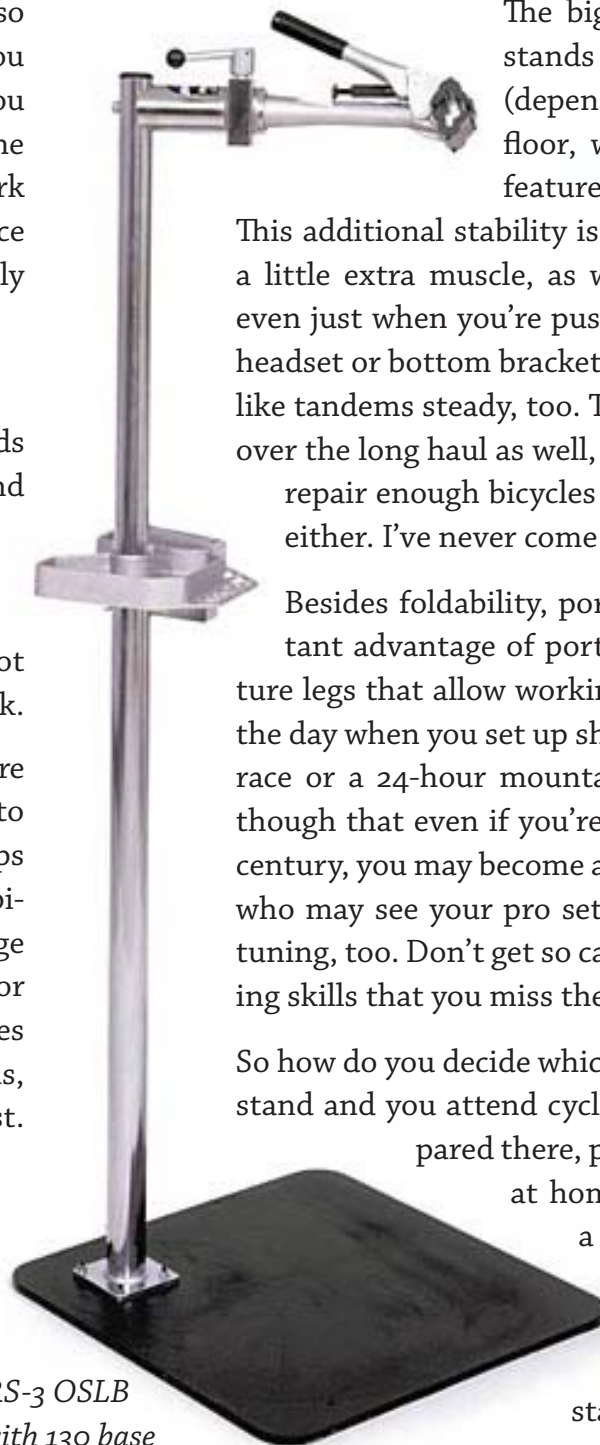 so
ou
ou
rk
ce
ly
ds
nd
ot
k.
re
to
ps
ge
or
es
st.
RS-3 OSLB
with 130 base
The big
stands
(depen
floor, w
feature
This additional stability is
a little extra muscle, as w
even just when you're pus
headset or bottom bracket
like tandems steady, too. T
over the long haul as well,
repair enough bicycles
either. I've never come
Besides foldability, por
tant advantage of port
ture legs that allow workin
the day when you set up sh
race or a 24-hour mounta
though that even if you're
century, you may become a
who may see your pro set
tuning, too. Don't get so ca
ing skills that you miss the
So how do you decide whic
stand and you attend cycl
pared there, p
at hom
a
sta